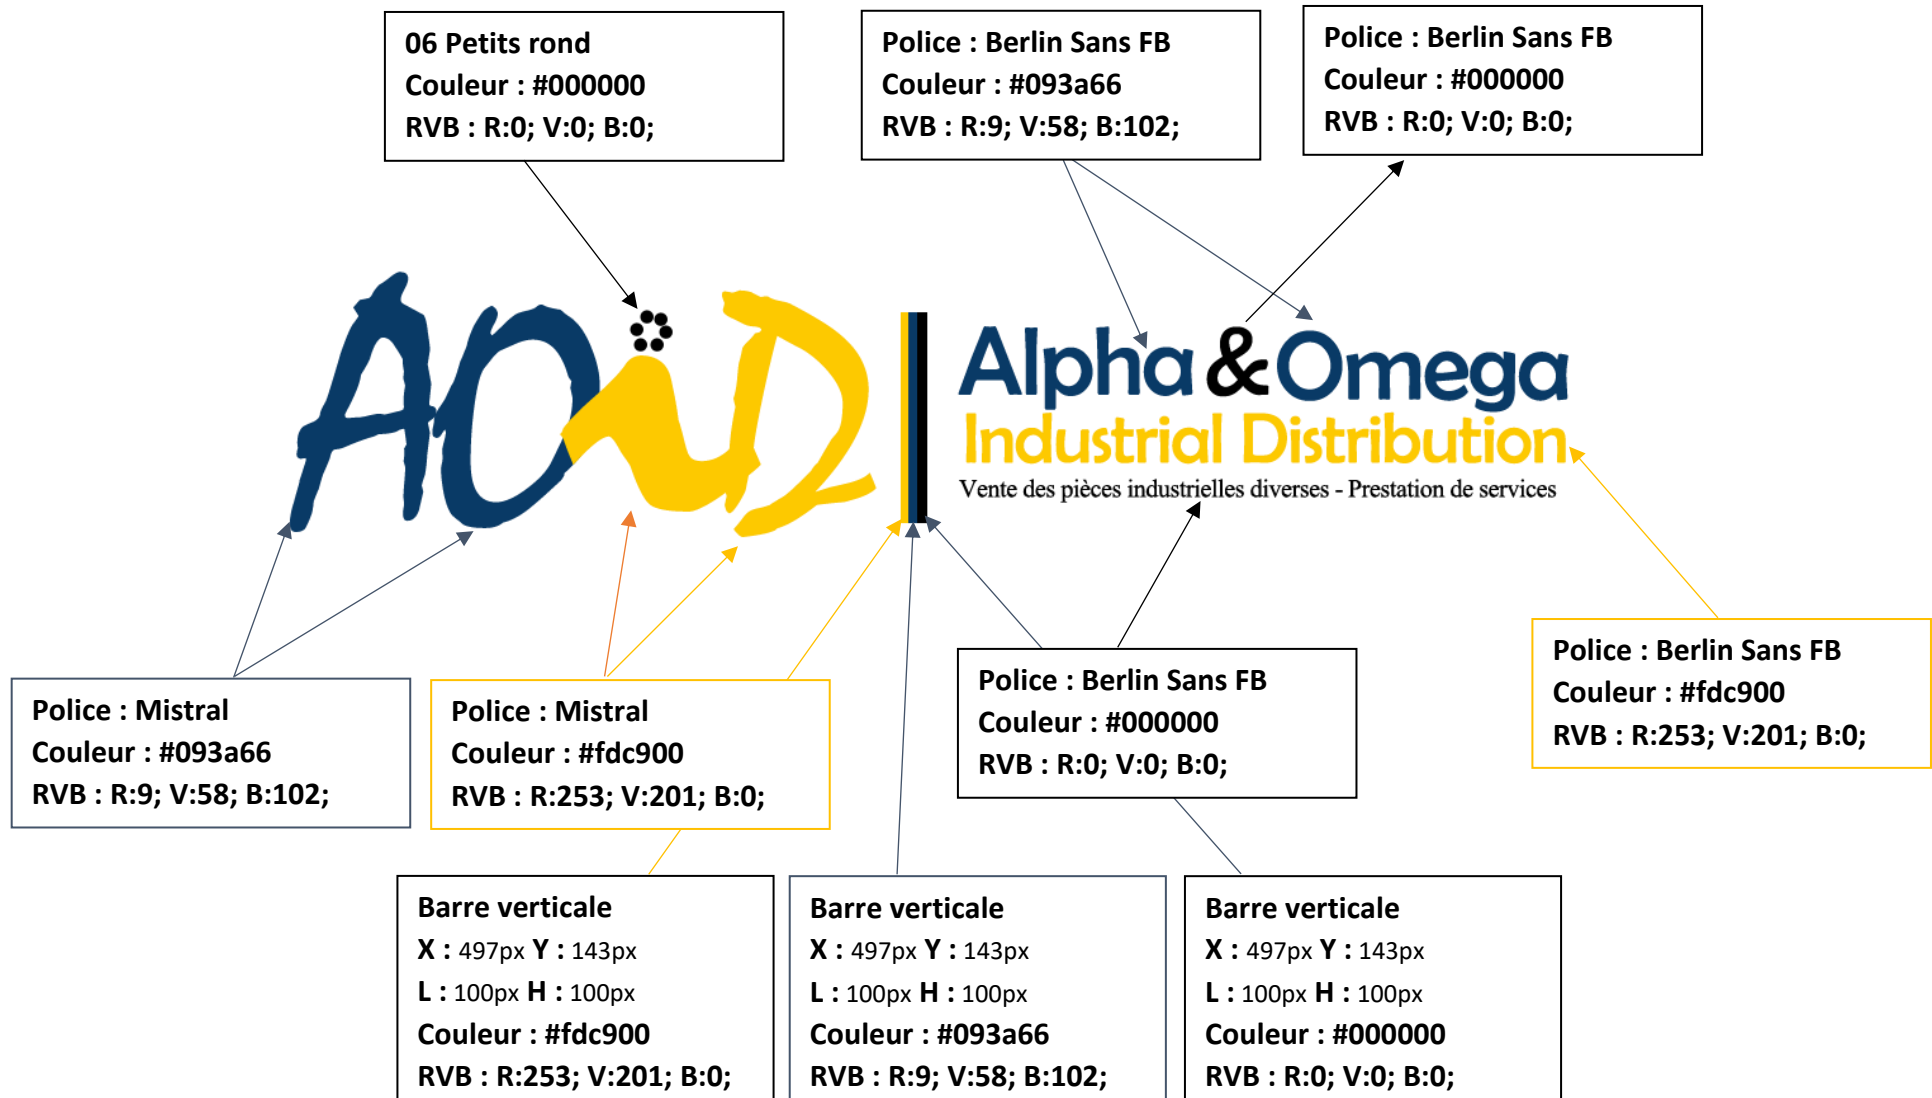 06 Petits rond
Couleur : #000000
RVB : R:0; V:0; B:0;
Police : Berlin Sans FB
Couleur : #093a66
RVB : R:9; V:58; B:102;
Police : Berlin Sans FB
Couleur : #000000
RVB : R:0; V:0; B:0;
AOiD
Alpha & Omega
Industrial Distribution
Vente des pièces industrielles diverses - Prestation de services
Police : Mistral
Couleur : #093a66
RVB : R:9; V:58; B:102;
Police : Mistral
Couleur : #fdc900
RVB : R:253; V:201; B:0;
Police : Berlin Sans FB
Couleur : #000000
RVB : R:0; V:0; B:0;
Police : Berlin Sans FB
Couleur : #fdc900
RVB : R:253; V:201; B:0;
Barre verticale
X : 497px Y : 143px
L : 100px H : 100px
Couleur : #fdc900
RVB : R:253; V:201; B:0;
Barre verticale
X : 497px Y : 143px
L : 100px H : 100px
Couleur : #093a66
RVB : R:9; V:58; B:102;
Barre verticale
X : 497px Y : 143px
L : 100px H : 100px
Couleur : #000000
RVB : R:0; V:0; B:0;